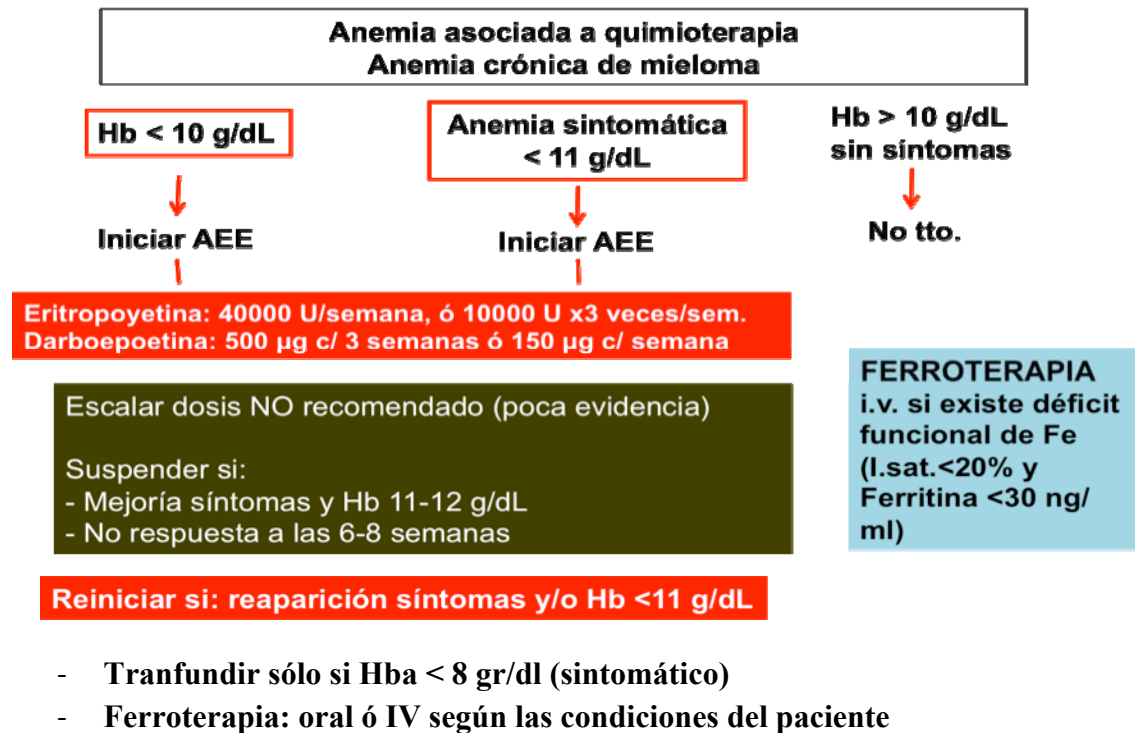 Anemia asociada a quimioterapia
Anemia crónica de mieloma
Hb < 10 g/dL
Anemia sintomática
< 11 g/dL
Hb > 10 g/dL
sin síntomas
Iniciar AEE
Iniciar AEE
No tto.
Eritropoyetina: 40000 U/semana, ó 10000 U x3 veces/sem.
Darboepoetina: 500 µg c/ 3 semanas ó 150 µg c/ semana
Escalar dosis NO recomendado (poca evidencia)
Suspender si:
- Mejoría síntomas y Hb 11-12 g/dL
- No respuesta a las 6-8 semanas
FERROTERAPIA
i.v. si existe déficit
funcional de Fe
(I.sat.<20% y
Ferritina <30 ng/
ml)
Reiniciar si: reaparición síntomas y/o Hb <11 g/dL
- Tranfundir sólo si Hba < 8 gr/dl (sintomático)
- Ferroterapia: oral ó IV según las condiciones del paciente